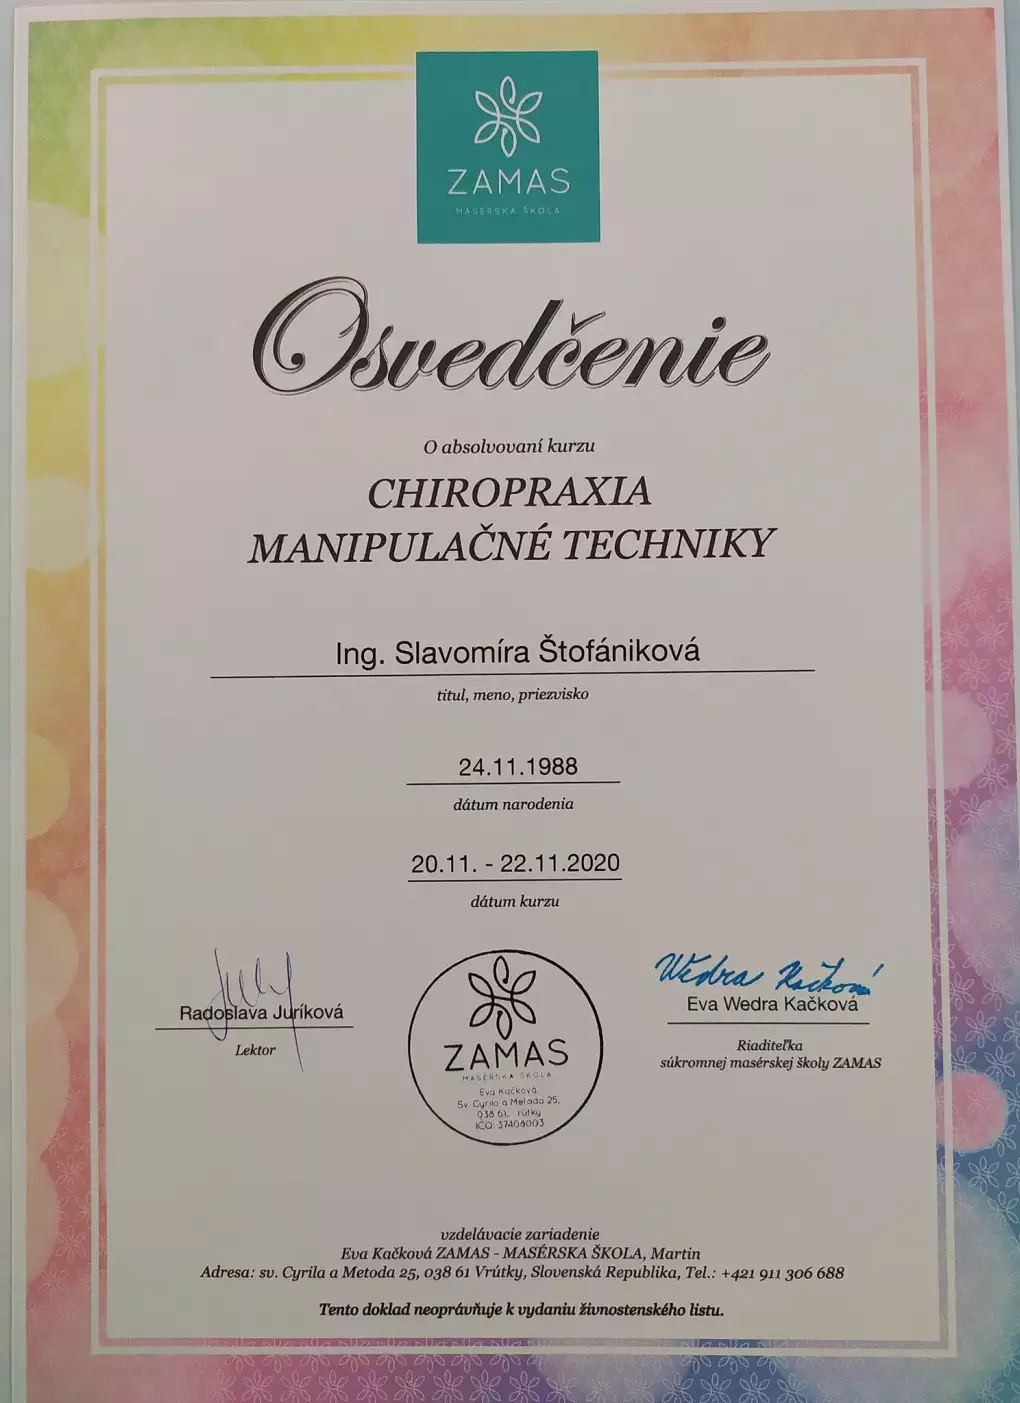 ZAMAS
MASÉRSKA ŠKOLA
Osvedčenie
O absolvovaní kurzu
CHIROPRAXIA
MANIPULAČNÉ TECHNIKY
Ing. Slavomíra Štofániková
titul, meno, priezvisko
24.11.1988
dátum narodenia
20.11. - 22.11.2020
dátum kurzu
Radoslava Juríková
Lektor
Wedra Kačková
Eva Wedra Kačková
Riaditeľka
súkromnej masérskej školy ZAMAS
ZAMAS
MASÉRSKA ŠKOLA
Eva Kačková
Sv. Cyrila a Metoda 25,
038 61, rútky
IČO: 37408003
vzdelávacie zariadenie
Eva Kačková ZAMAS - MASÉRSKA ŠKOLA, Martin
Adresa: sv. Cyrila a Metoda 25, 038 61 Vrútky, Slovenská Republika, Tel.: +421 911 306 688
Tento doklad neoprávňuje k vydaniu živnostenského listu.